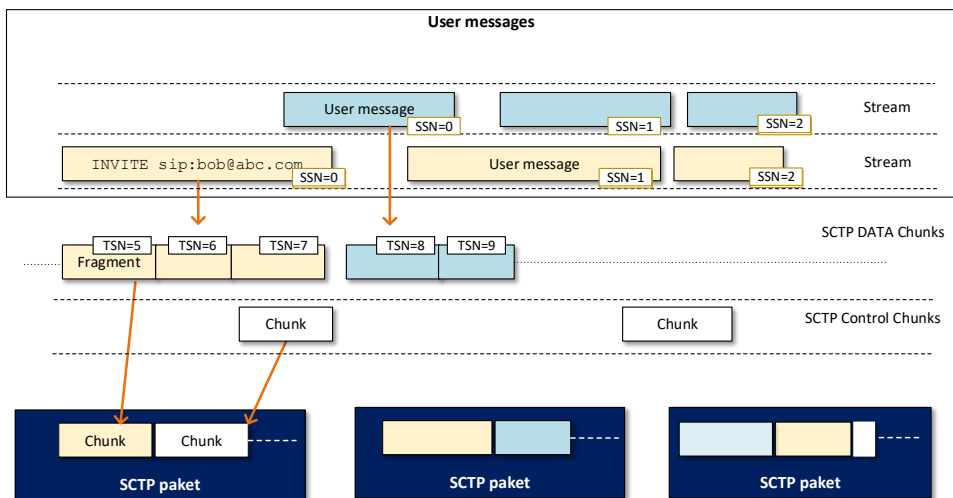 User messages
User message
Stream
SSN=0
SSN=1
SSN=2
INVITE sip:bob@abc.com
User message
Stream
SSN=0
SSN=1
SSN=2
SCTP DATA Chunks
TSN=5
TSN=6
TSN=7
TSN=8
TSN=9
Fragment
SCTP Control Chunks
Chunk
Chunk
Chunk
Chunk
SCTP paket
SCTP paket
SCTP paket